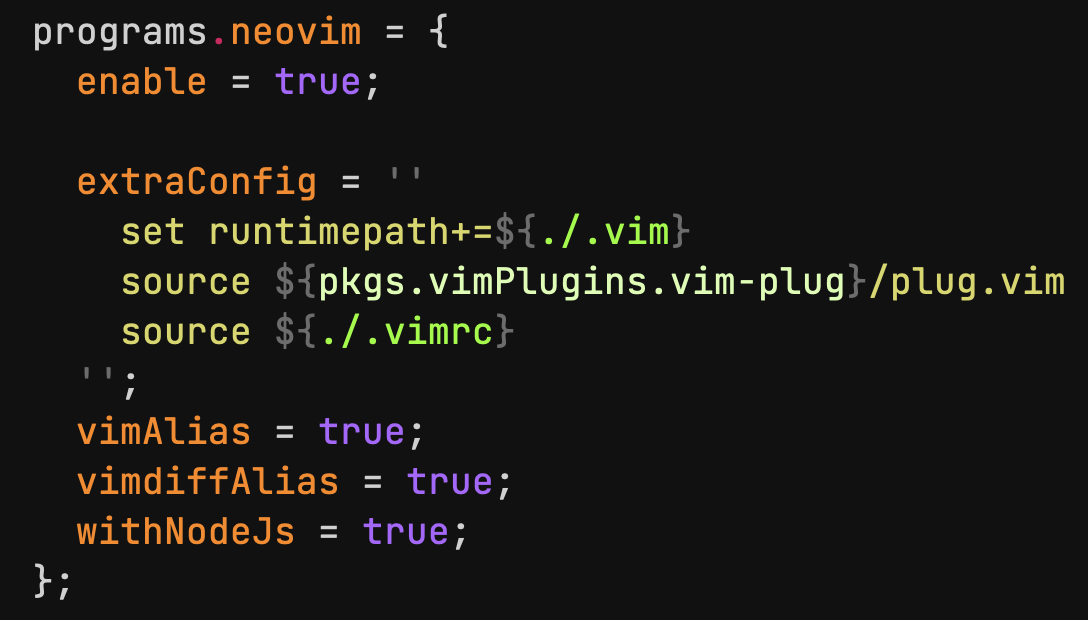 programs.neovim = {
  enable = true;

  extraConfig = ''
    set runtimepath+=${./.vim}
    source ${pkgs.vimPlugins.vim-plug}/plug.vim
    source ${./.vimrc}
  '';
  vimAlias = true;
  vimdiffAlias = true;
  withNodeJs = true;
};